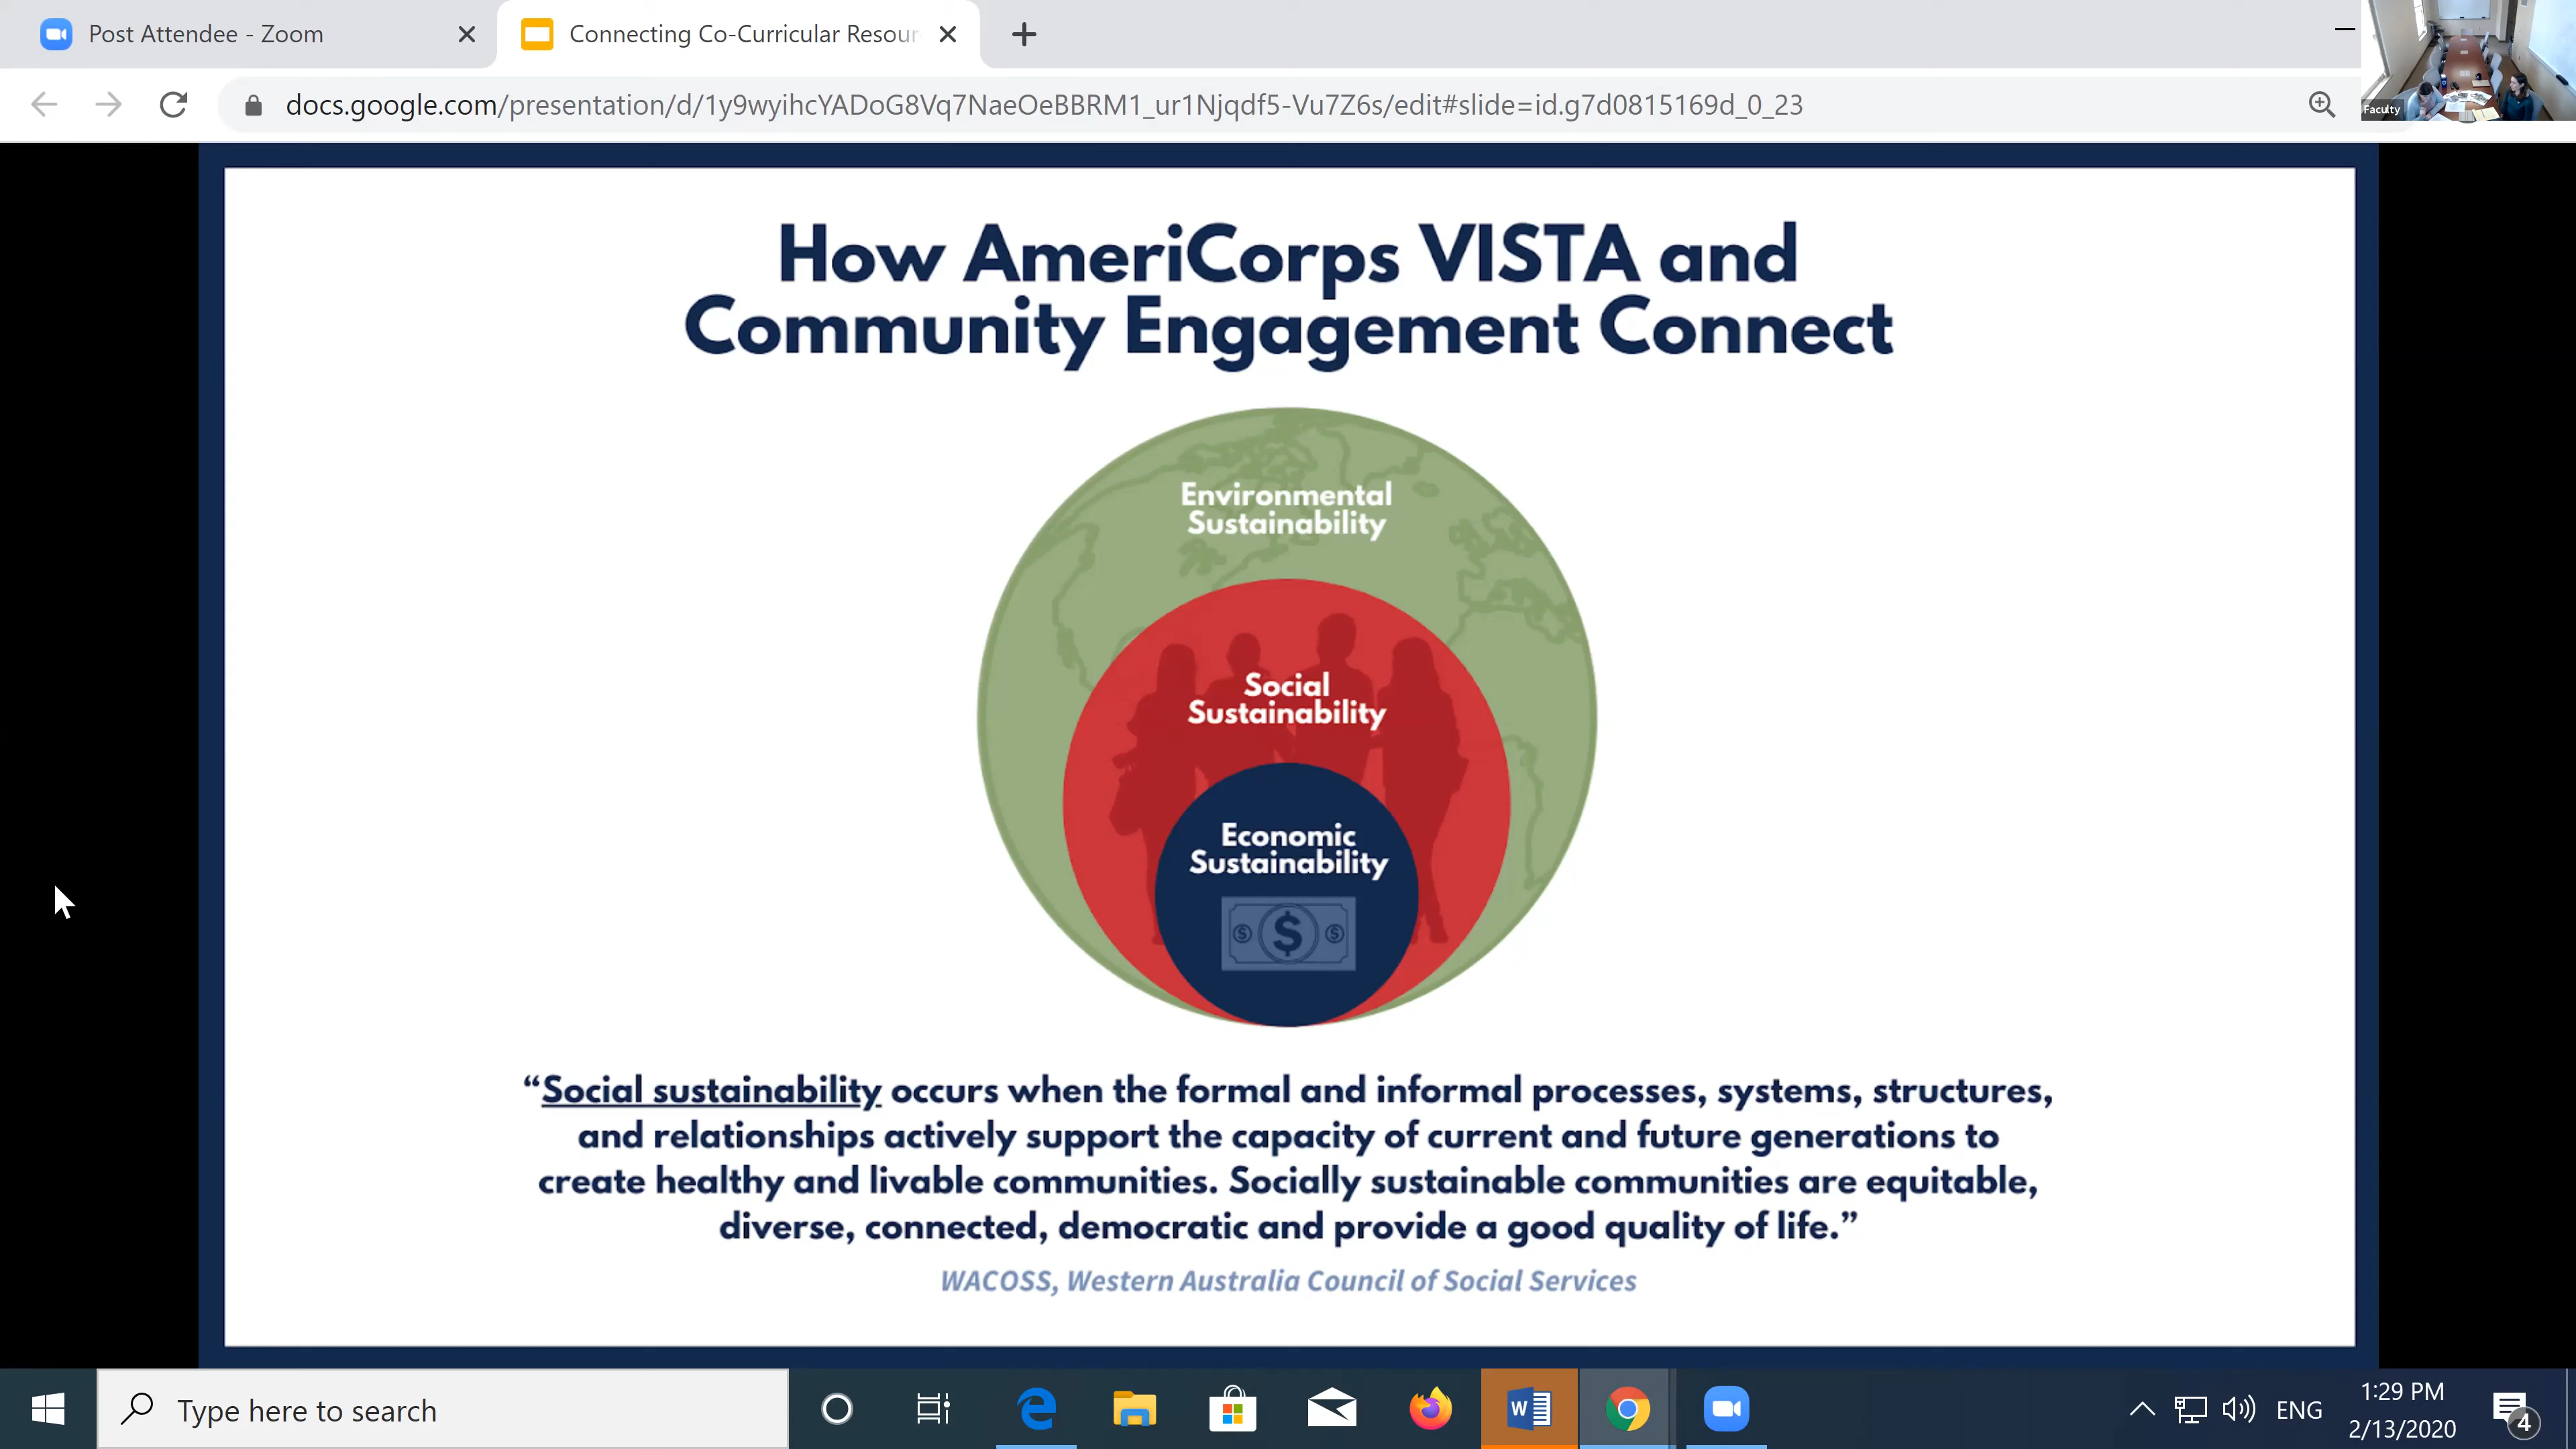 Post Attendee - Zoom
Connecting Co-Curricular Resour
docs.google.com/presentation/d/1y9wyihcYADoG8Vq7NaeOeBBRM1_ur1Njqdf5-Vu7Z6s/edit#slide=id.g7d0815169d_0_23
Faculty
How AmeriCorps VISTA and
Community Engagement Connect
Environmental
Sustainability
Social
Sustainability
Economic
Sustainability
$ $ $
“Social sustainability occurs when the formal and informal processes, systems, structures,
and relationships actively support the capacity of current and future generations to
create healthy and livable communities. Socially sustainable communities are equitable,
diverse, connected, democratic and provide a good quality of life.”
WACOSS, Western Australia Council of Social Services
Type here to search
W
ENG
1:29 PM
2/13/2020
4